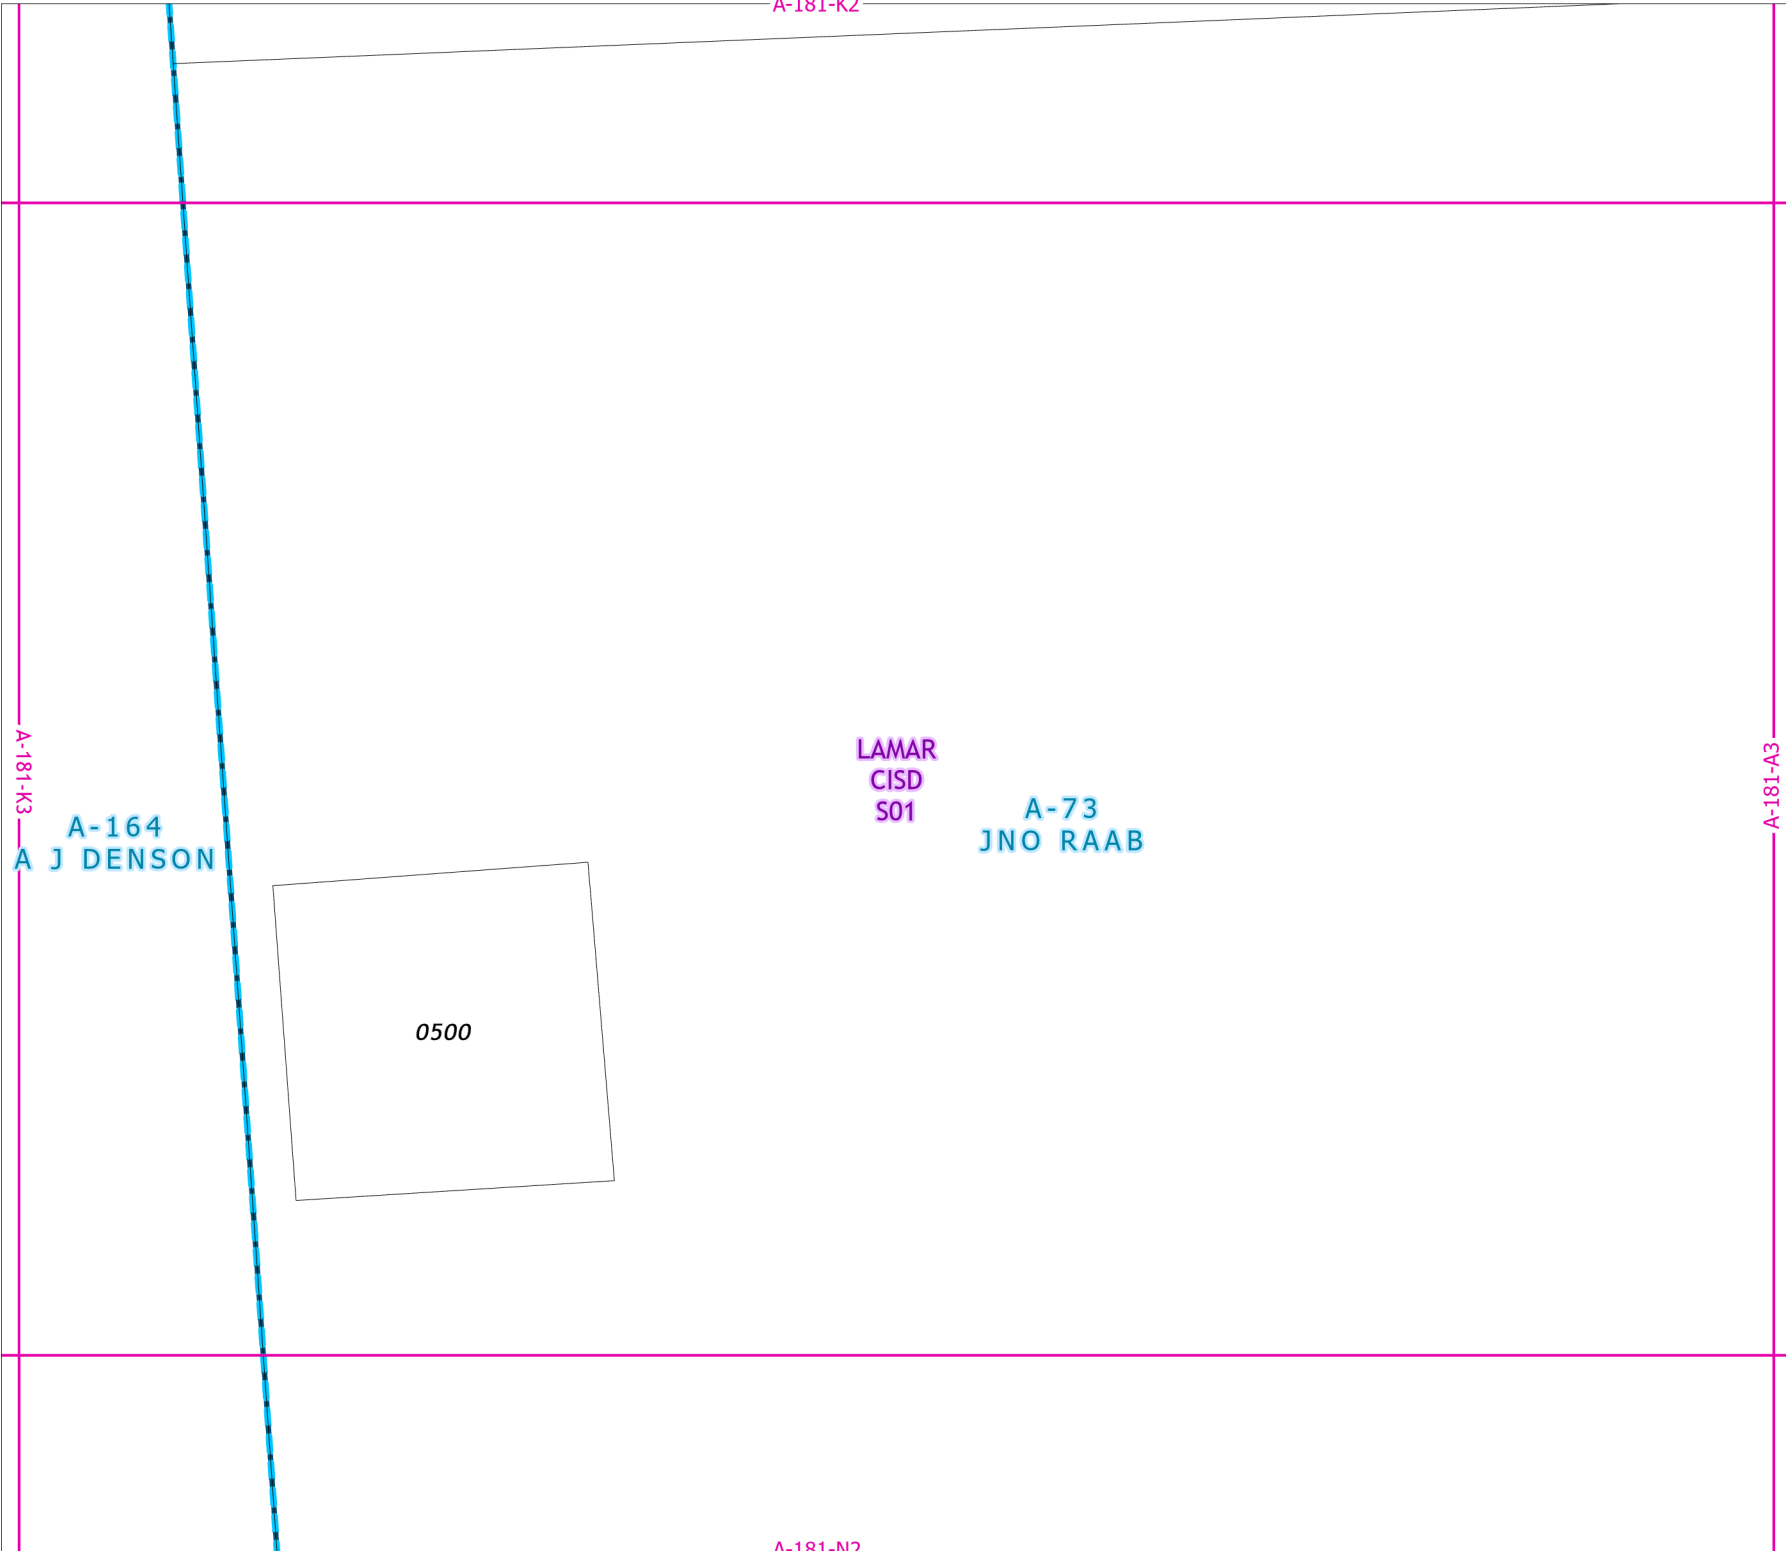 A-181-K2
A-181-K3
LAMAR
CISD
S01
A-181-A3
A-73
JNO RAAB
A-164
A J DENSON
0500
A-181-N2